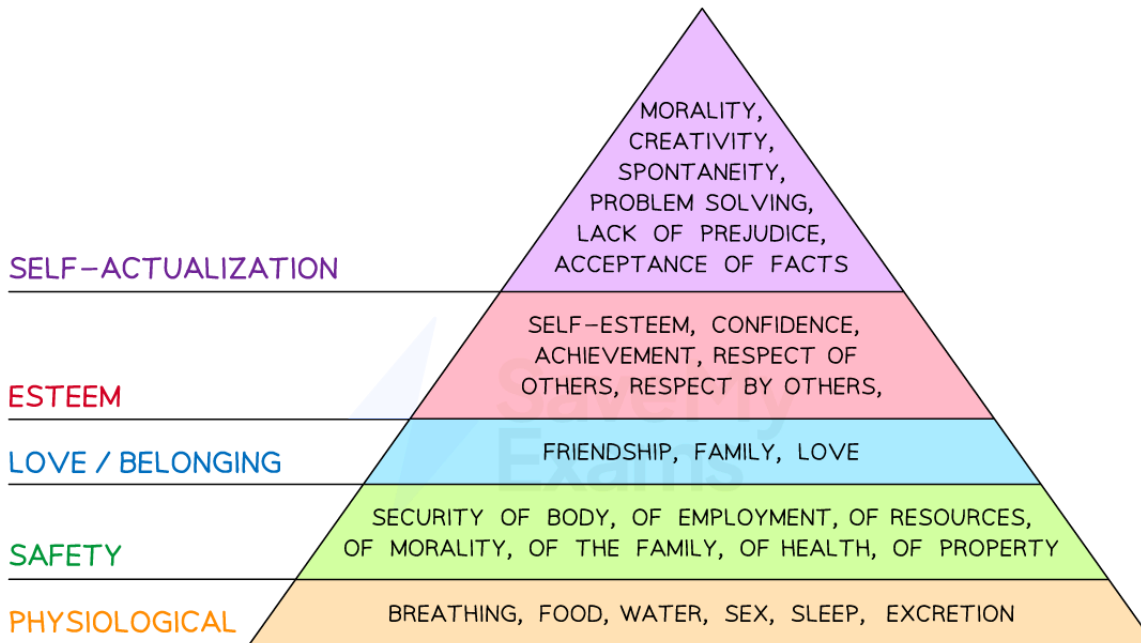 MORALITY,
CREATIVITY,
SPONTANEITY,
PROBLEM SOLVING,
LACK OF PREJUDICE,
ACCEPTANCE OF FACTS
SELF-ACTUALIZATION
SELF-ESTEEM, CONFIDENCE,
ACHIEVEMENT, RESPECT OF
OTHERS, RESPECT BY OTHERS,
ESTEEM
FRIENDSHIP, FAMILY, LOVE
LOVE / BELONGING
SECURITY OF BODY, OF EMPLOYMENT, OF RESOURCES,
OF MORALITY, OF THE FAMILY, OF HEALTH, OF PROPERTY
SAFETY
BREATHING, FOOD, WATER, SEX, SLEEP, EXCRETION
PHYSIOLOGICAL
SaveMy
Exams